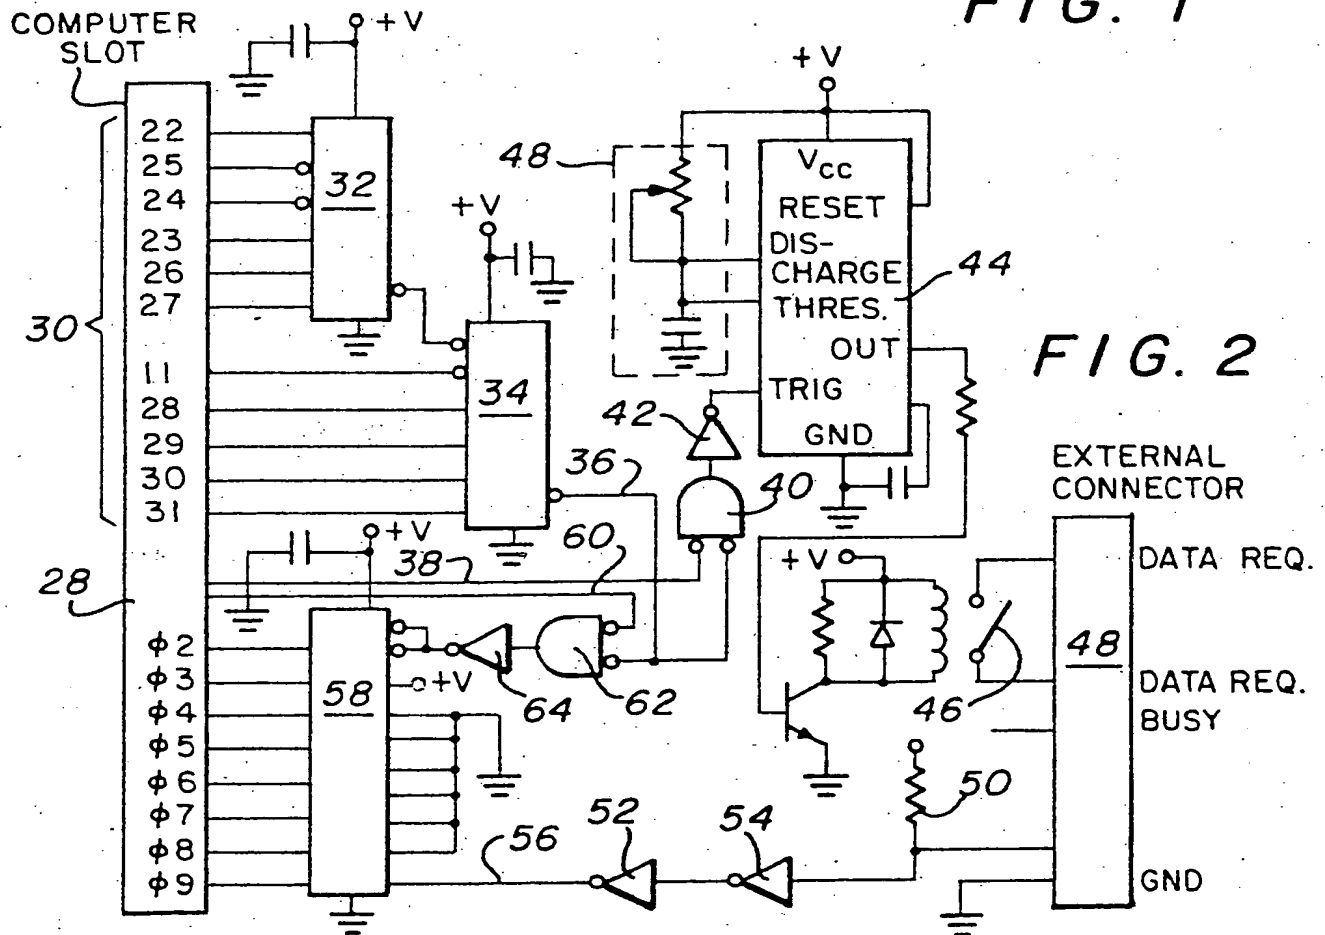 FIG. 1
COMPUTER
SLOT
+V
+V
22
25
24
23
26
27
32
48
VCC
RESET
DIS-
CHARGE
THRES.
OUT
TRIG
GND
44
+V
30
11
28
29
30
31
34
FIG. 2
42
40
36
EXTERNAL
CONNECTOR
+V
38
60
+V
DATA REQ.
28
48
ϕ2
ϕ3
ϕ4
ϕ5
ϕ6
ϕ7
ϕ8
ϕ9
58
+V
64
62
46
DATA REQ.
BUSY
50
52
54
56
GND